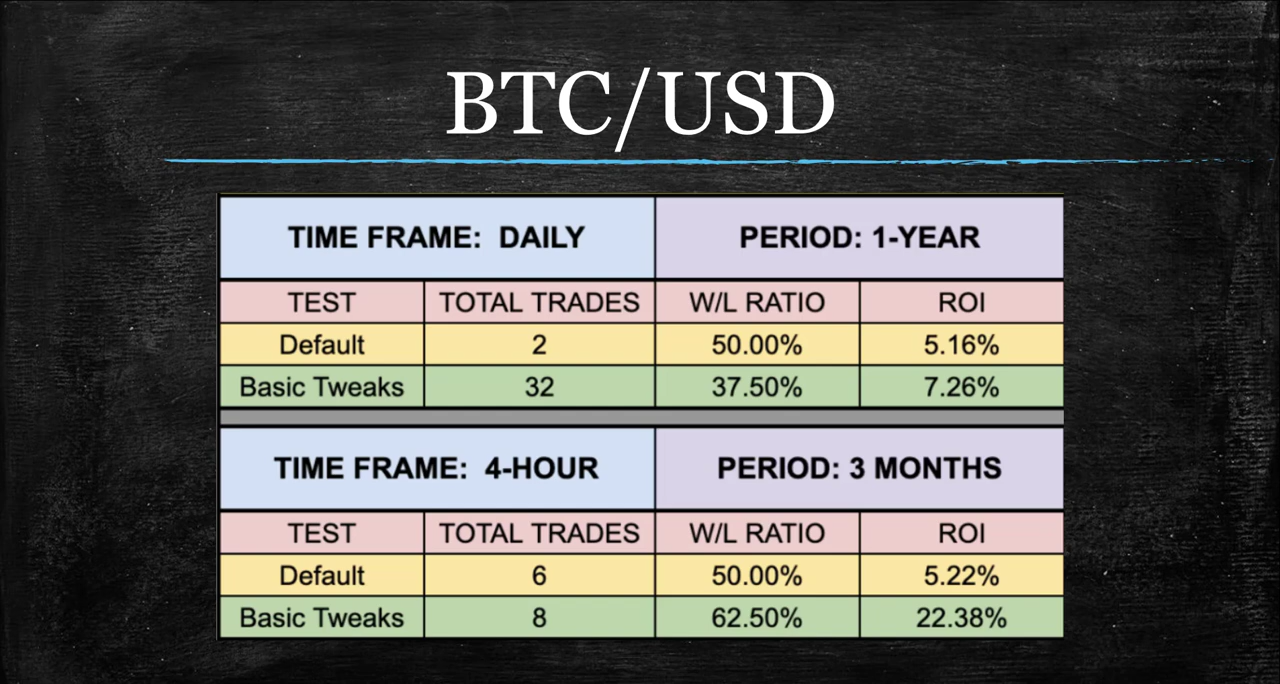 BTC/USD
TIME FRAME: DAILY PERIOD: 1-YEAR
TEST TOTAL TRADES W/L RATIO ROI
Default 2 50.00% 5.16%
Basic Tweaks 32 37.50% 7.26%
TIME FRAME: 4-HOUR PERIOD: 3 MONTHS
TEST TOTAL TRADES W/L RATIO ROI
Default 6 50.00% 5.22%
Basic Tweaks 8 62.50% 22.38%